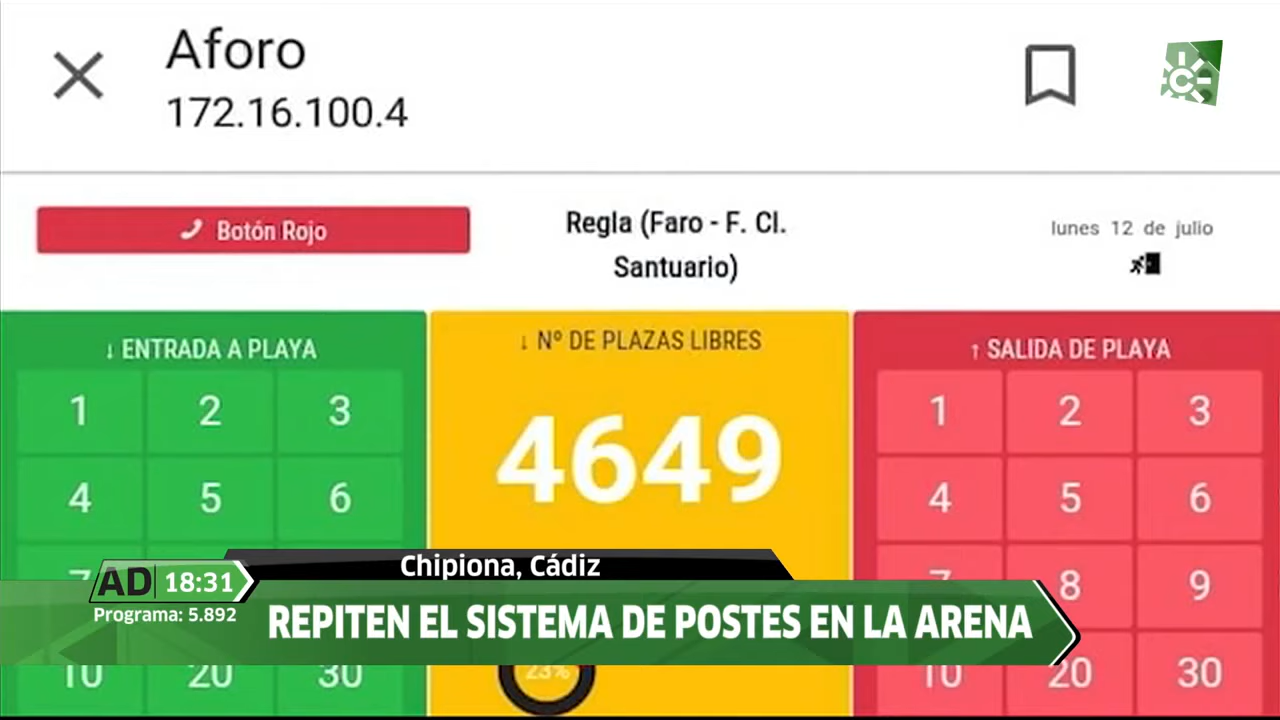 Aforo
172.16.100.4
Botón Rojo
Regla (Faro - F. Cl.
Santuario)
lunes 12 de julio
↓ ENTRADA A PLAYA
1 2 3
4 5 6
7
10 20 30
↓ Nº DE PLAZAS LIBRES
4649
23%
↑ SALIDA DE PLAYA
1 2 3
4 5 6
7 8 9
10 20 30
Chipiona, Cádiz
AD 18:31
Programa: 5.892
REPITEN EL SISTEMA DE POSTES EN LA ARENA